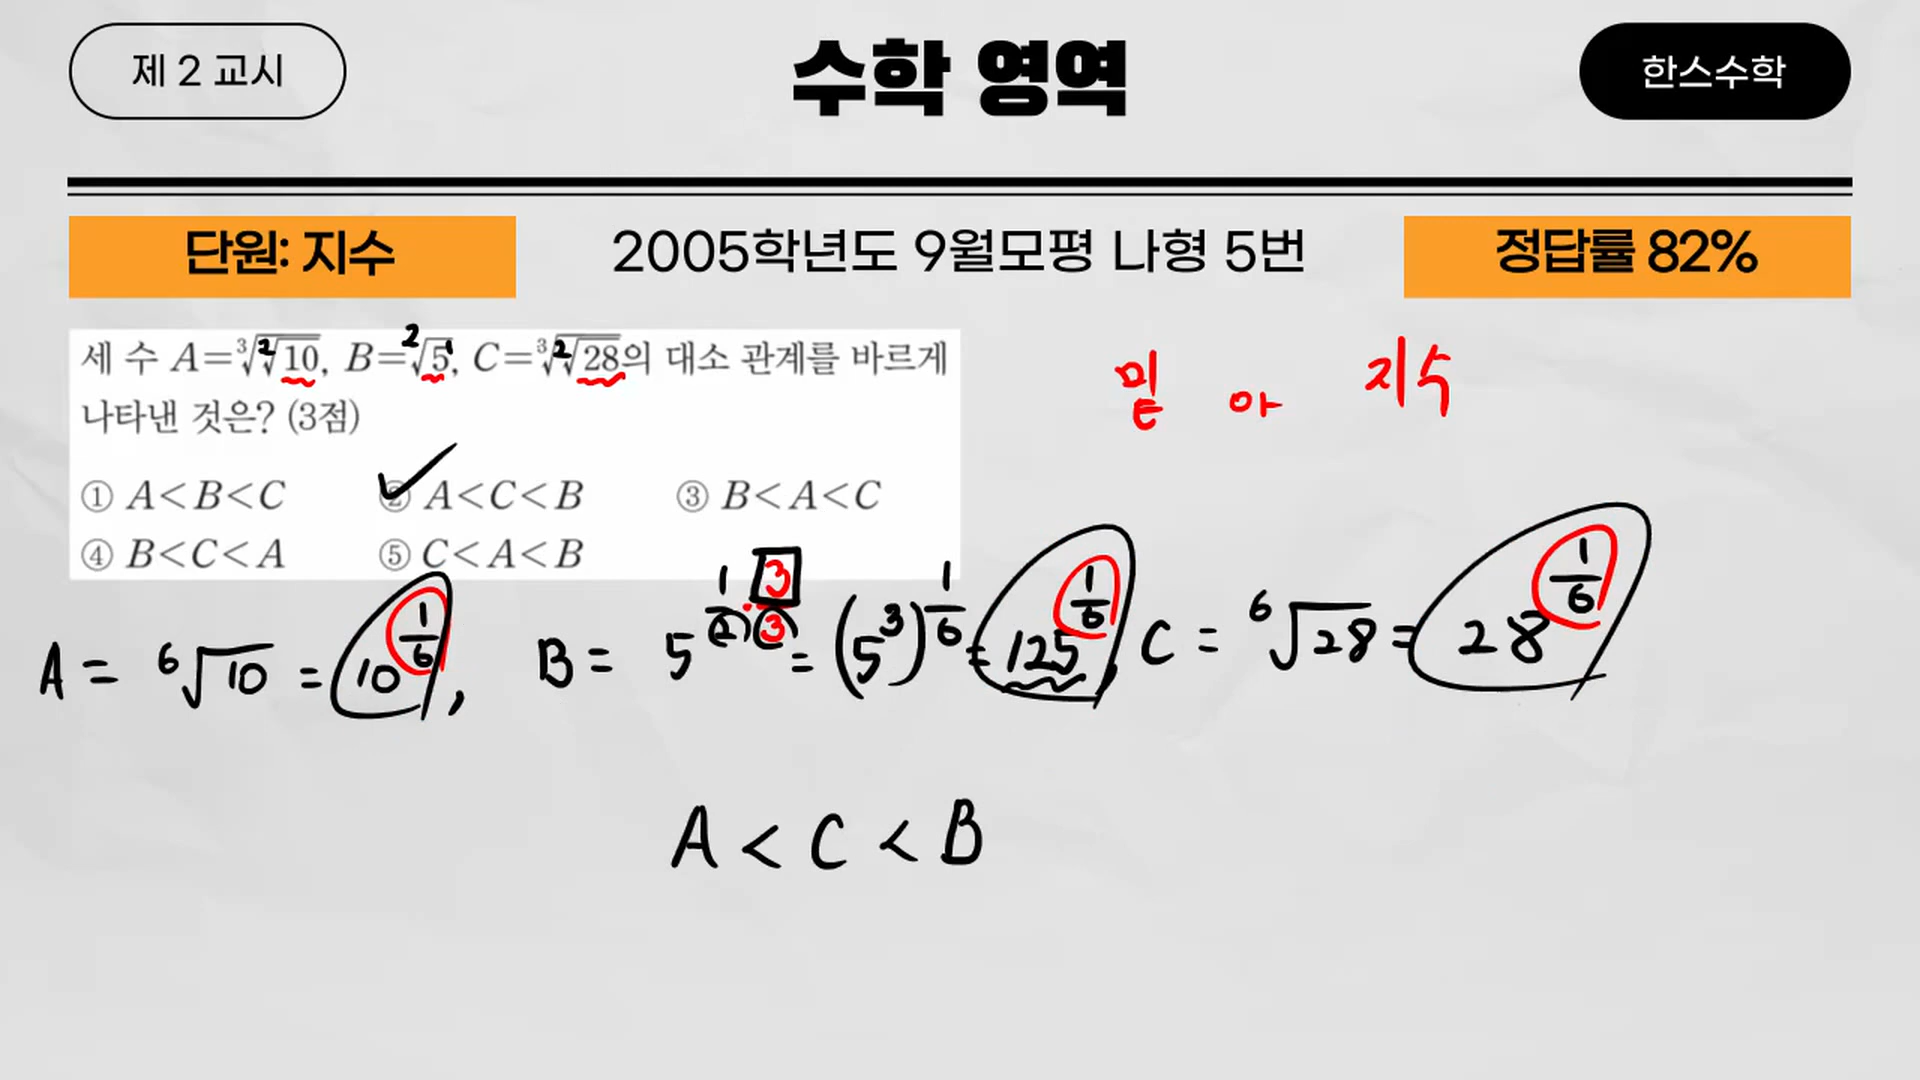 제 2 교시
수학 영역
한스수학
단원: 지수
2005학년도 9월모평 나형 5번
정답률 82%
세 수 A=∛√10, B=√5, C=∛√28의 대소 관계를 바르게
나타낸 것은? (3점)
① A<B<C ② A<C<B ③ B<A<C
④ B<C<A ⑤ C<A<B
밑 아 지수
A = ⁶√10 = 10^(1/6), B = 5^(1/2·3/3) = (5³)^(1/6) = 125^(1/6), C = ⁶√28 = 28^(1/6)
A < C < B